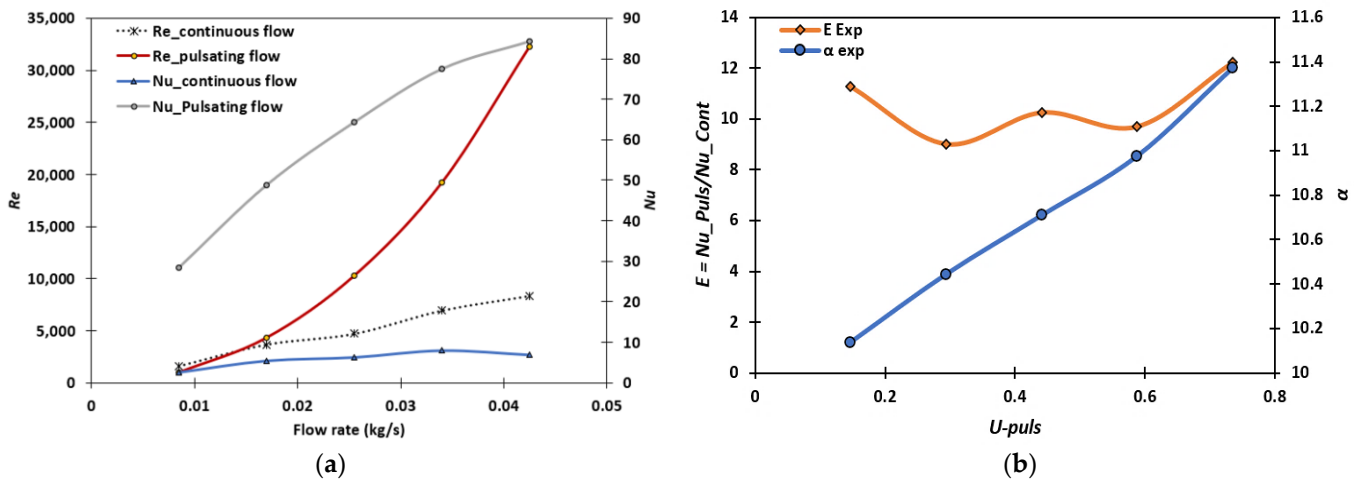 35,000
30,000
25,000
20,000
15,000
10,000
5,000
0
Re
90
80
70
60
50
40
30
20
10
0
Nu
Re_continuous flow
Re_pulsating flow
Nu_continuous flow
Nu_Pulsating flow
0 0.01 0.02 0.03 0.04 0.05
Flow rate (kg/s)
(a)
14
12
10
8
6
4
2
0
E = Nu_Puls/Nu_Cont
11.6
11.4
11.2
11
10.8
10.6
10.4
10.2
10
α
E Exp
α exp
0 0.2 0.4 0.6 0.8
U-puls
(b)